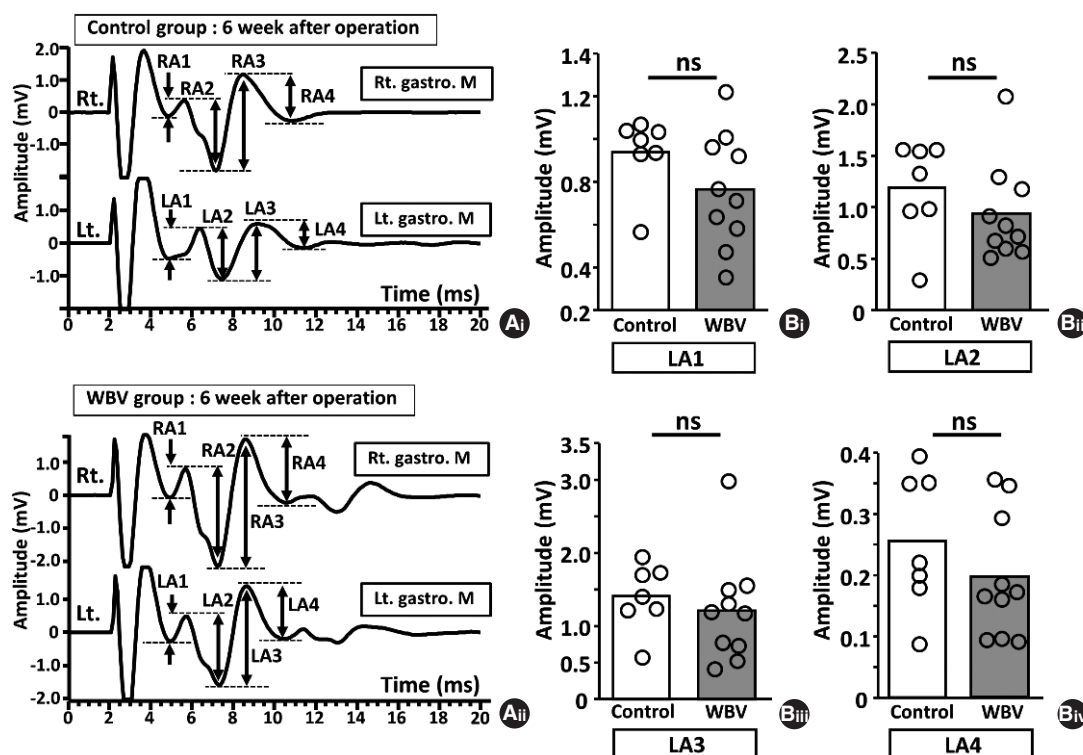 Control group : 6 week after operation
Amplitude (mV)
2.0
1.0
0
-1.0
1.0
0
-1.0
Rt.
Lt.
RA1
RA2
RA3
RA4
Rt. gastro. M
LA1
LA2
LA3
LA4
Lt. gastro. M
Time (ms)
0 2 4 6 8 10 12 14 16 18 20
Ai
Amplitude (mV)
1.4
1.2
0.8
0.4
0.2
ns
Control WBV
LA1
Bi
Amplitude (mV)
2.5
2.0
1.5
1.0
0.5
0
ns
Control WBV
LA2
Bii
WBV group : 6 week after operation
Amplitude (mV)
1.0
0
-1.0
-2.0
1.0
0
-1.0
-2.0
Rt.
Lt.
RA1
RA2
RA4
RA3
Rt. gastro. M
LA1
LA2
LA4
LA3
Lt. gastro. M
Time (ms)
0 2 4 6 8 10 12 14 16 18 20
Aii
Amplitude (mV)
3.5
3.0
2.0
1.5
1.0
0.5
0
ns
Control WBV
LA3
Biii
Amplitude (mV)
0.4
0.3
0.2
0.1
0
ns
Control WBV
LA4